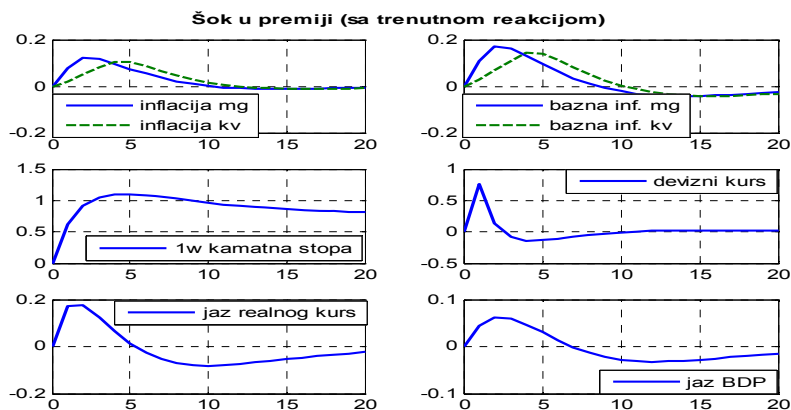 Šok u premiji (sa trenutnom reakcijom)
0.2
0
-0.2
inflacija mg
inflacija kv
0 5 10 15 20
0.2
0
-0.2
bazna inf. mg
bazna inf. kv
0 5 10 15 20
1.5
1
0.5
0
1w kamatna stopa
0 5 10 15 20
1
0.5
0
-0.5
devizni kurs
0 5 10 15 20
0.2
0
-0.2
jaz realnog kurs
0 5 10 15 20
0.1
0
-0.1
jaz BDP
0 5 10 15 20